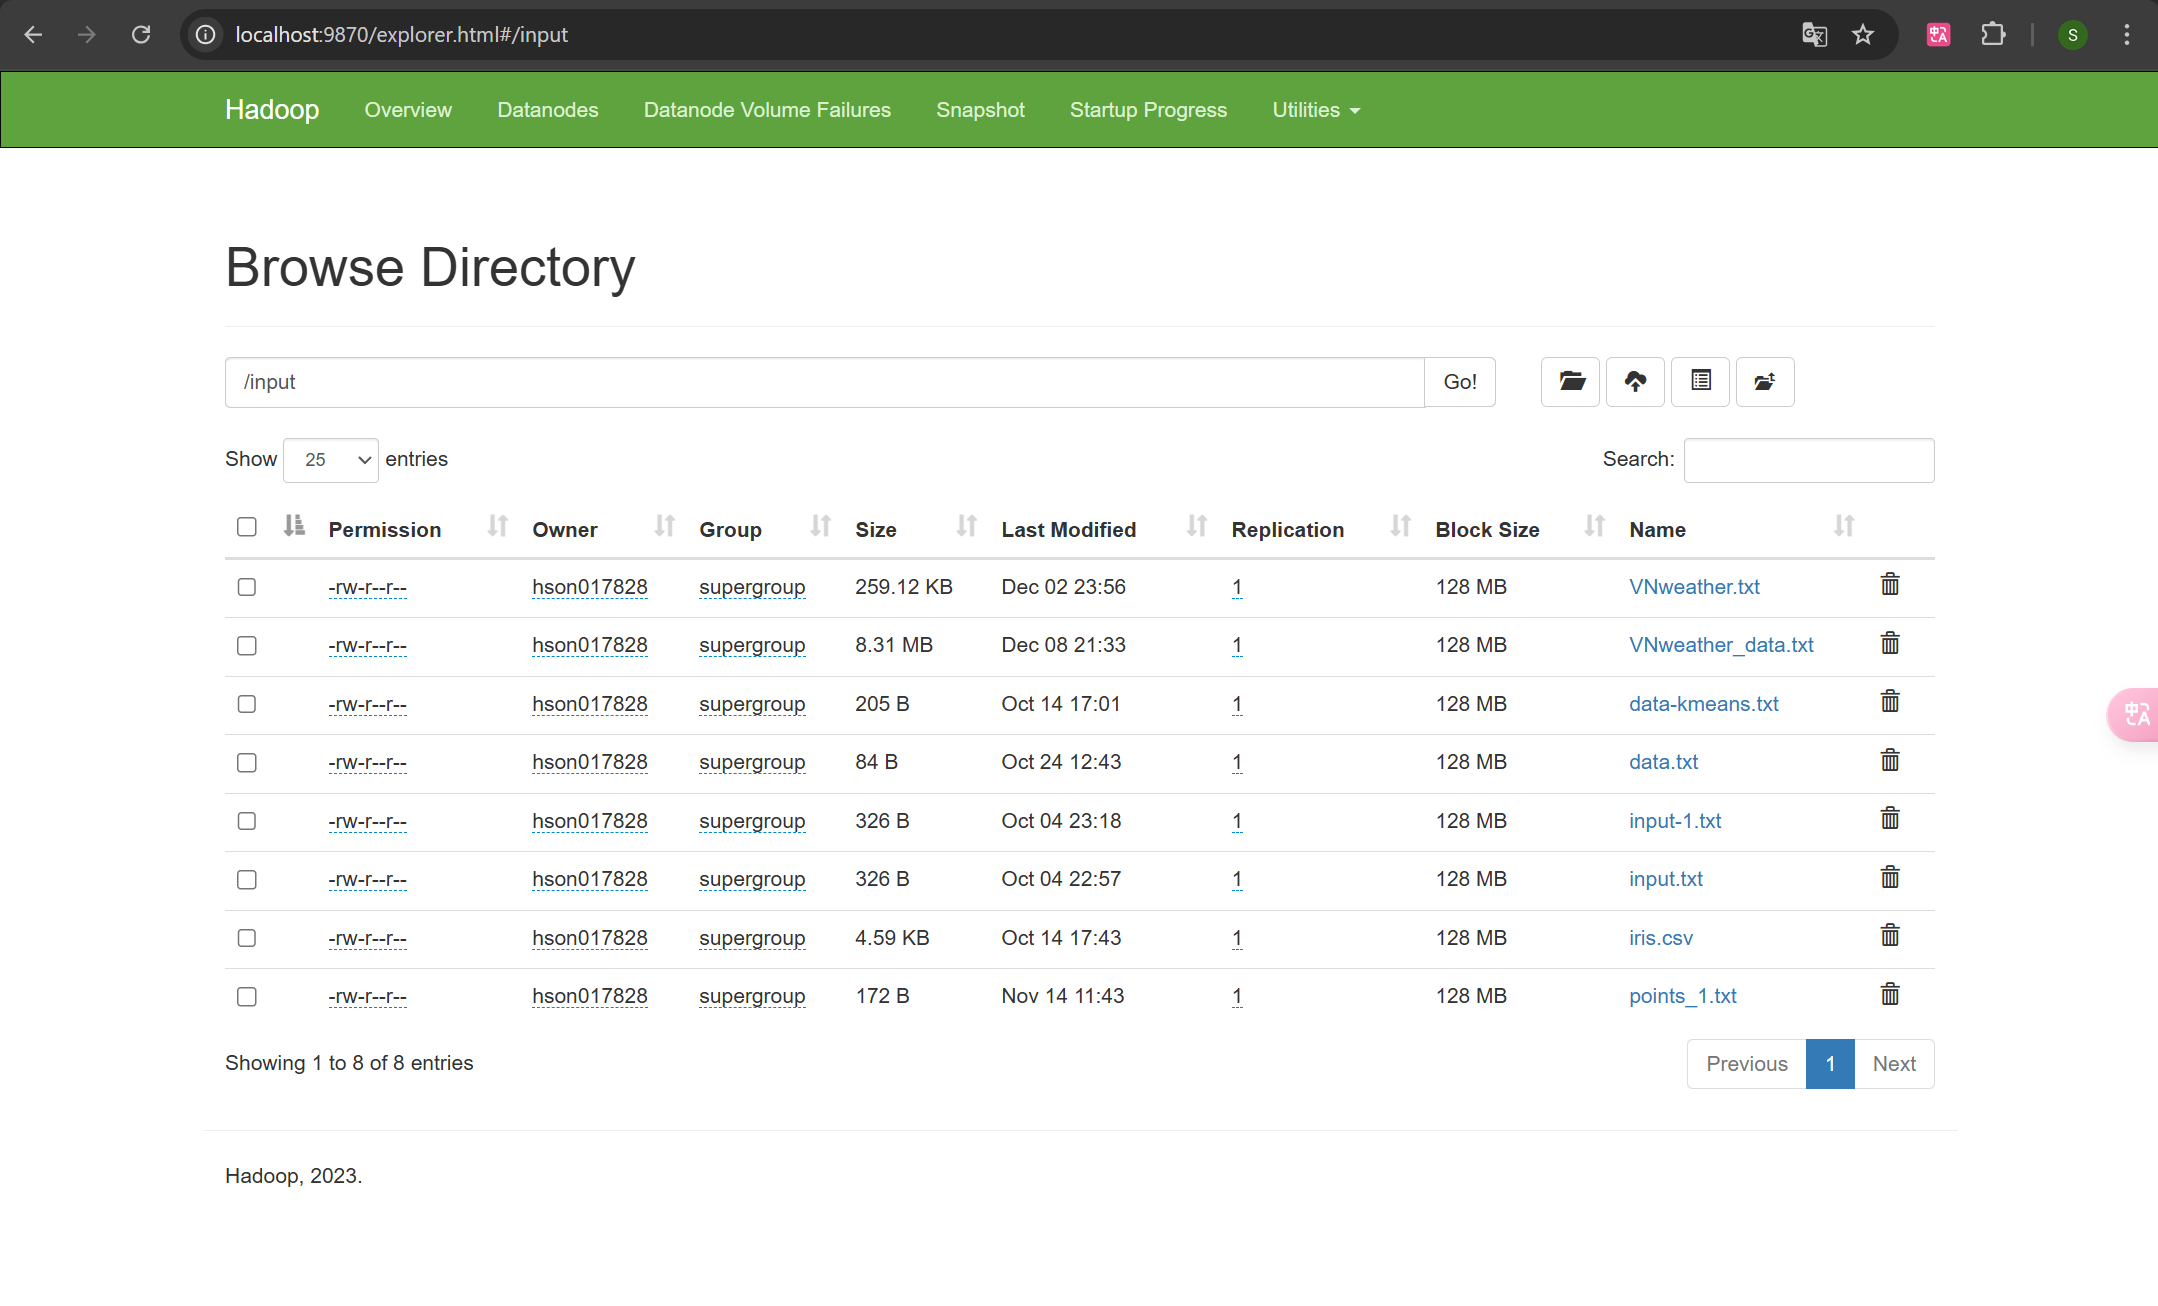 localhost:9870/explorer.html#/input
S
Hadoop Overview Datanodes Datanode Volume Failures Snapshot Startup Progress Utilities
Browse Directory
/input Go!
Show 25 entries Search:
Permission Owner Group Size Last Modified Replication Block Size Name
-rw-r--r-- hson017828 supergroup 259.12 KB Dec 02 23:56 1 128 MB VNweather.txt
-rw-r--r-- hson017828 supergroup 8.31 MB Dec 08 21:33 1 128 MB VNweather_data.txt
-rw-r--r-- hson017828 supergroup 205 B Oct 14 17:01 1 128 MB data-kmeans.txt
-rw-r--r-- hson017828 supergroup 84 B Oct 24 12:43 1 128 MB data.txt
-rw-r--r-- hson017828 supergroup 326 B Oct 04 23:18 1 128 MB input-1.txt
-rw-r--r-- hson017828 supergroup 326 B Oct 04 22:57 1 128 MB input.txt
-rw-r--r-- hson017828 supergroup 4.59 KB Oct 14 17:43 1 128 MB iris.csv
-rw-r--r-- hson017828 supergroup 172 B Nov 14 11:43 1 128 MB points_1.txt
Showing 1 to 8 of 8 entries Previous 1 Next
Hadoop, 2023.